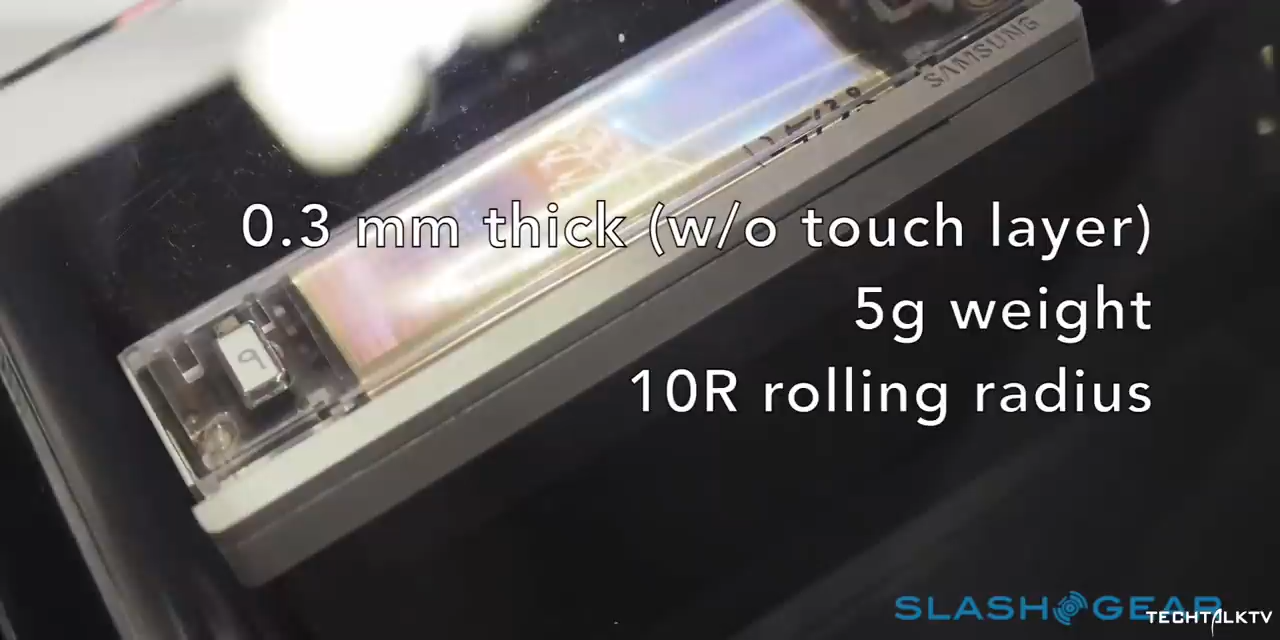 SAMSUNG
0.3 mm thick (w/o touch layer)
5g weight
10R rolling radius
9
SLASHGEAR
TECHTALKTV